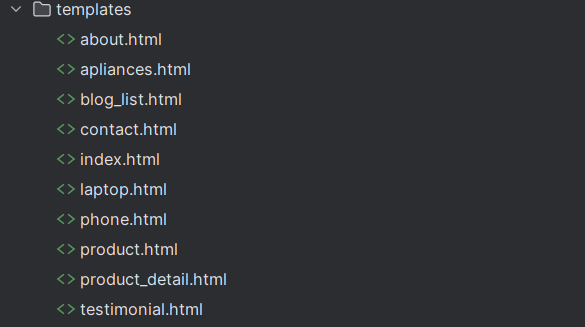 templates
about.html
apliances.html
blog_list.html
contact.html
index.html
laptop.html
phone.html
product.html
product_detail.html
testimonial.html